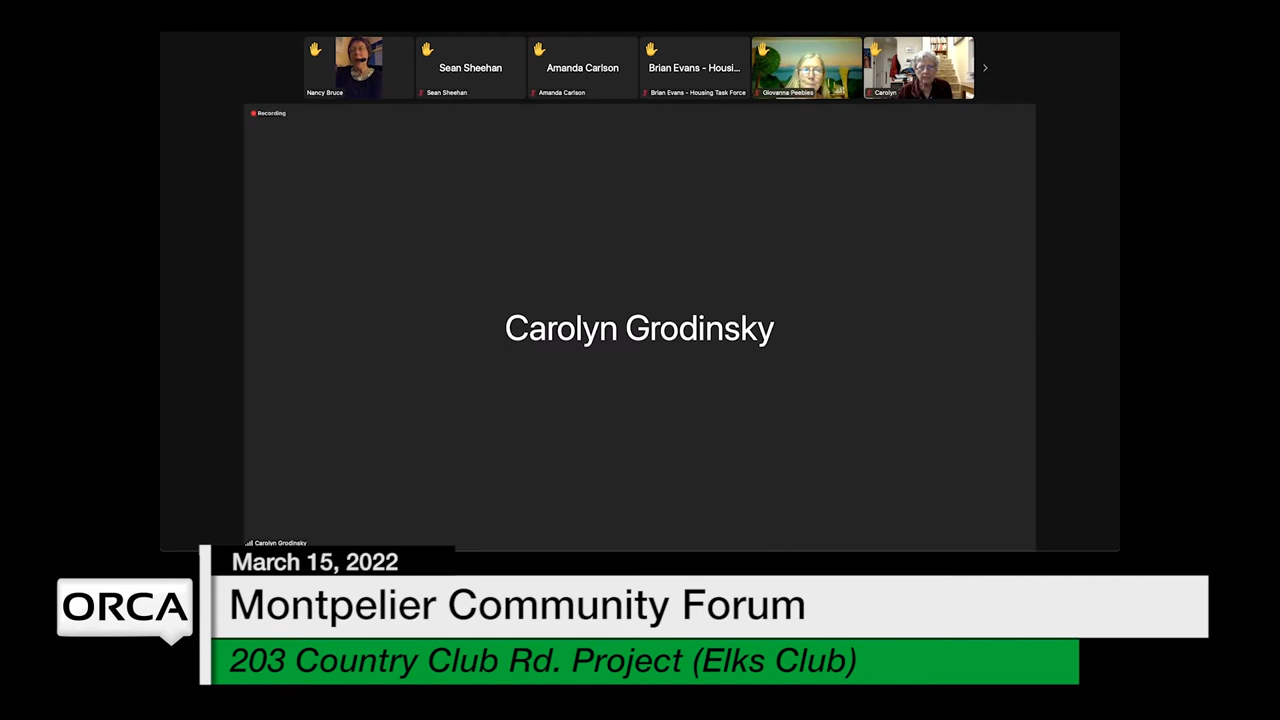 Sean Sheehan
Amanda Carlson
Brian Evans - Housi...
Nancy Bruce
Sean Sheehan
Amanda Carlson
Brian Evans - Housing Task Force
Giovanna Peebles
Carolyn
Recording
Carolyn Grodinsky
Carolyn Grodinsky
March 15, 2022
ORCA
Montpelier Community Forum
203 Country Club Rd. Project (Elks Club)